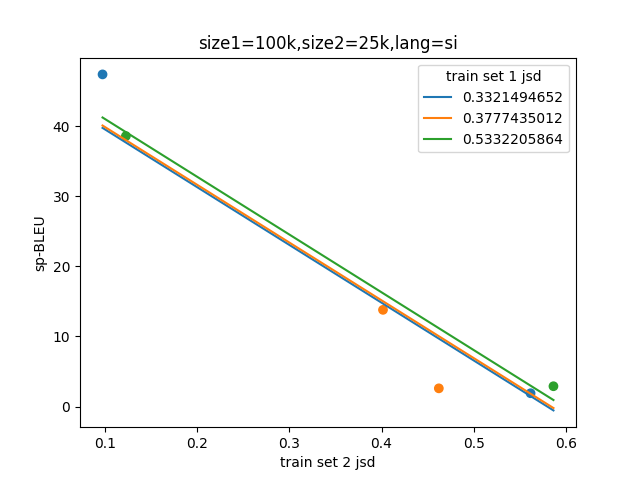 size1=100k,size2=25k,lang=si
train set 1 jsd
0.3321494652
0.3777435012
0.5332205864
sp-BLEU
40
30
20
10
0
0.1 0.2 0.3 0.4 0.5 0.6
train set 2 jsd